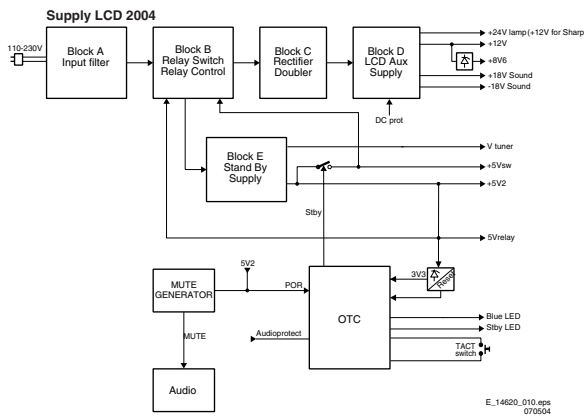 Supply LCD 2004
110-230V
Block A
Input filter
Block B
Relay Switch
Relay Control
Block C
Rectifier
Doubler
Block D
LCD Aux
Supply
+24V lamp(+12V for Sharp
+12V
+8V6
+18V Sound
-18V Sound
DC prot
Block E
Stand By
Supply
V tuner
+5Vsw
+5V2
Stby
5Vrelay
MUTE
GENERATOR
5V2
POR
OTC
3V3
Reset
Blue LED
Stby LED
Audioprotect
TACT
switch
MUTE
Audio
E_14620_010.eps
070504